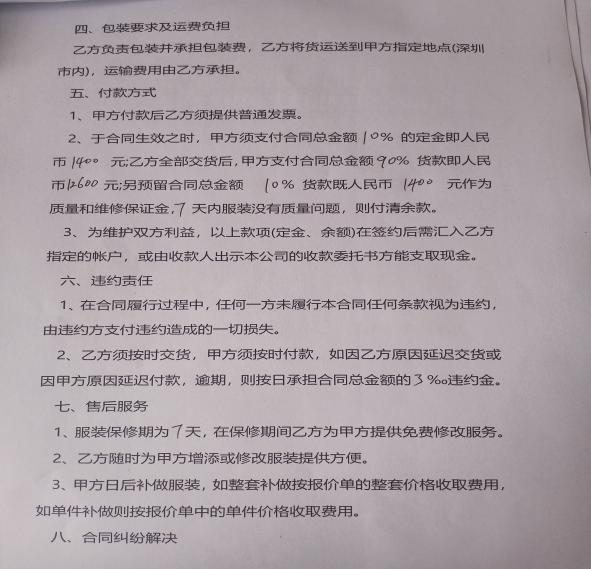 四、包装要求及运费负担
乙方负责包装并承担包装费，乙方将货运送到甲方指定地点(深圳
市内)，运输费用由乙方承担。
五、付款方式
1、甲方付款后乙方须提供普通发票。
2、于合同生效之时，甲方须支付合同总金额10%的定金即人民
币1400元;乙方全部交货后,甲方支付合同总金额90%货款即人民
币12600元;另预留合同总金额 10%货款既人民币 1400 元作为
质量和维修保证金,7天内服装没有质量问题，则付清余款。
3、为维护双方利益，以上款项(定金、余额)在签约后需汇入乙方
指定的帐户，或由收款人出示本公司的收款委托书方能支取现金。
六、违约责任
1、在合同履行过程中，任何一方未履行本合同任何条款视为违约，
由违约方支付违约造成的一切损失。
2、乙方须按时交货，甲方须按时付款，如因乙方原因延迟交货或
因甲方原因延迟付款，逾期，则按日承担合同总金额的3‰违约金。
七、售后服务
1、服装保修期为7天，在保修期间乙方为甲方提供免费修改服务。
2、乙方随时为甲方增添或修改服装提供方便。
3、甲方日后补做服装，如整套补做按报价单的整套价格收取费用，
如单件补做则按报价单中的单件价格收取费用。
八、合同纠纷解决